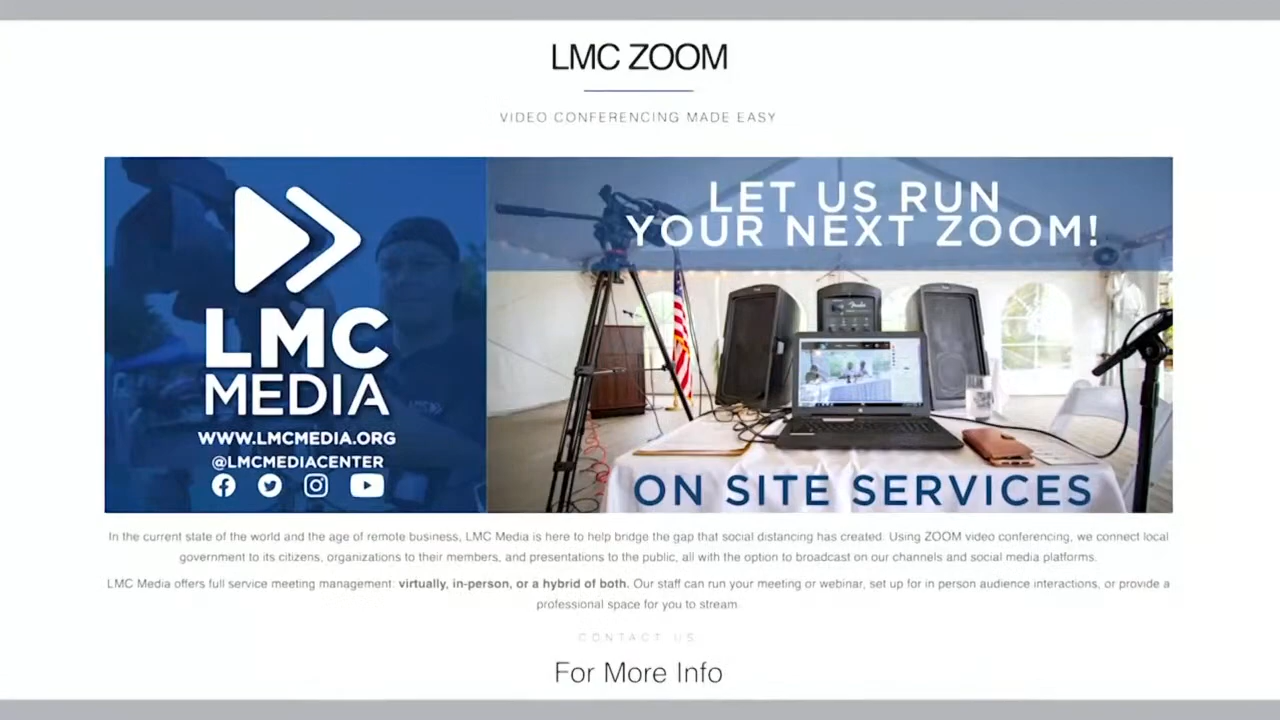 LMC ZOOM
VIDEO CONFERENCING MADE EASY
LMC
MEDIA
WWW.LMCMEDIA.ORG
@LMCMEDIACENTER
LET US RUN
YOUR NEXT ZOOM!
Fender
ON SITE SERVICES
In the current state of the world and the age of remote business, LMC Media is here to help bridge the gap that social distancing has created. Using ZOOM video conferencing, we connect local
government to its citizens, organizations to their members, and presentations to the public, all with the option to broadcast on our channels and social media platforms.
LMC Media offers full service meeting management: virtually, in-person, or a hybrid of both. Our staff can run your meeting or webinar, set up for in person audience interactions, or provide a
professional space for you to stream.
CONTACT US
For More Info